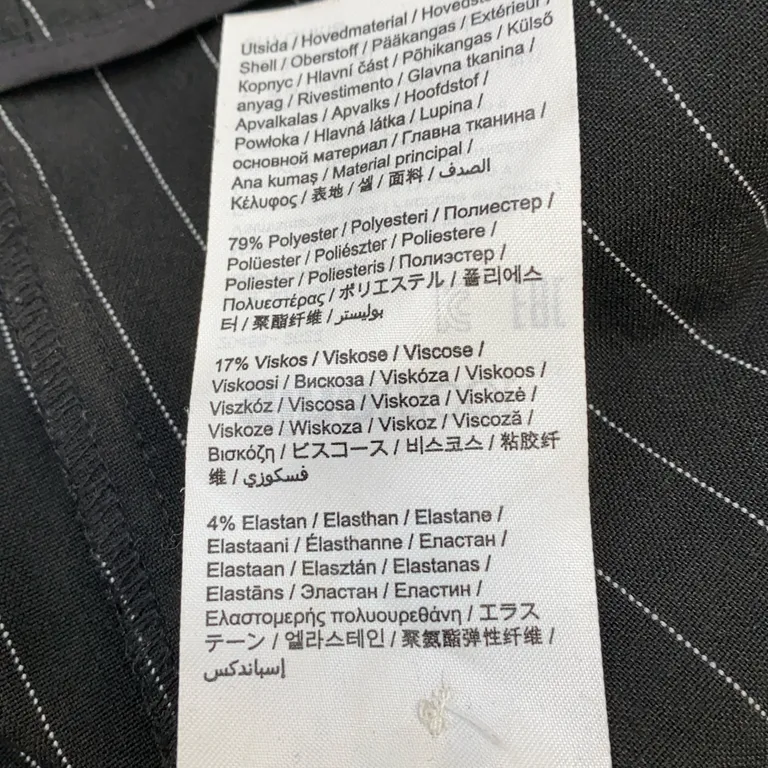 Utsida / Hovedmaterial / Hovedst
Shell / Oberstoff / Pääkangas / Extérieur /
Корпус / Hlavní část / Põhikangas / Külső
anyag / Rivestimento / Glavna tkanina /
Apvalkalas / Apvalks / Hoofdstof /
Powłoka / Hlavná látka / Lupina /
основной материал / Главна тканина /
Ana kumaş / Material principal /
Κέλυφος / 表地 / 셸 / 面料 / الصدف
79% Polyester / Polyesteri / Полиестер /
Polüester / Poliészter / Poliestere /
Poliester / Poliesteris / Полиэстер /
Πολυεστέρας / ポリエステル / 폴리에스
터 / 聚酯纤维 / بوليستر
17% Viskos / Viskose / Viscose /
Viskoosi / Вискоза / Viskóza / Viskoos /
Viszkóz / Viscosa / Viskoza / Viskozė /
Viskoze / Wiskoza / Viskoz / Viscoză /
Βισκόζη / ビスコース / 비스코스 / 粘胶纤
维 / فسكوزي
4% Elastan / Elasthan / Elastane /
Elastaani / Élasthanne / Еластан /
Elastaan / Elasztán / Elastanas /
Elastāns / Эластан / Еластин /
Ελαστομερής πολυουρεθάνη / エラス
テーン / 엘라스테인 / 聚氨酯弹性纤维 /
إسباندكس